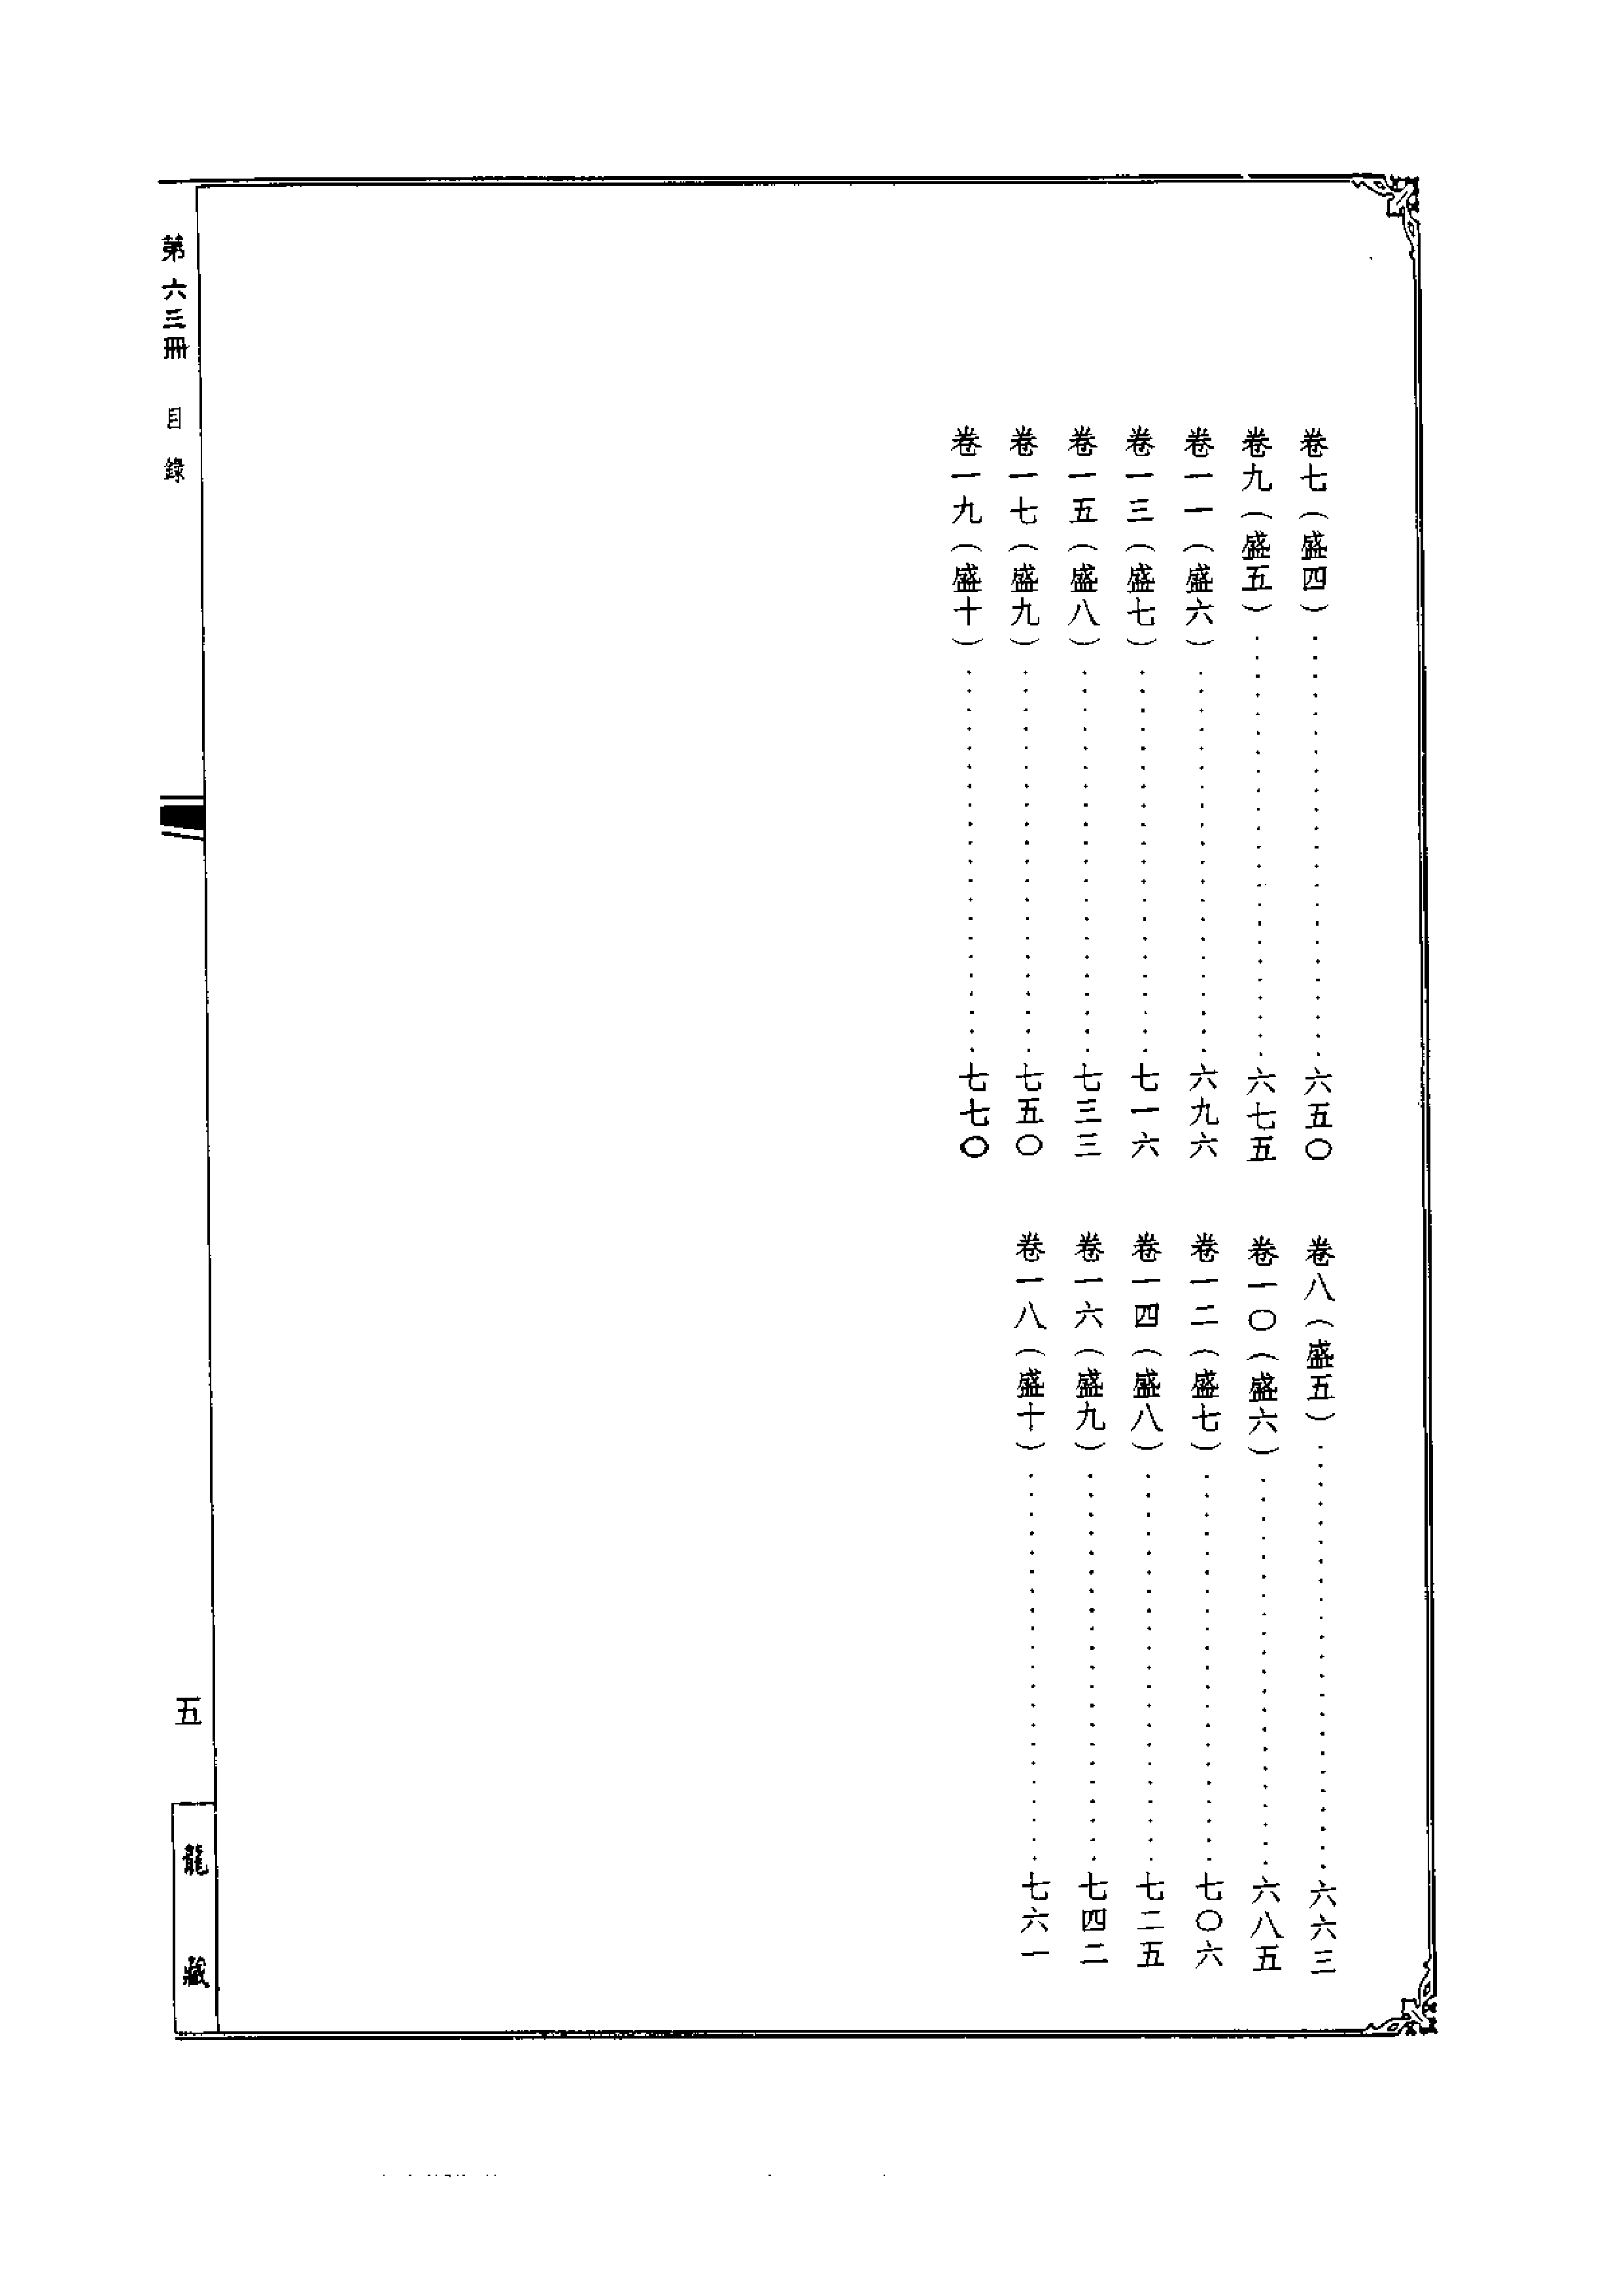 卷七(盛四)……六五〇
卷八(盛五)……六六三
卷九(盛五)……六七五
卷一〇(盛六)……六八五
卷一一(盛六)……六九六
卷一二(盛七)……七〇六
卷一三(盛七)……七一六
卷一四(盛八)……七二五
卷一五(盛八)……七三三
卷一六(盛九)……七四二
卷一七(盛九)……七五〇
卷一八(盛十)……七六一
卷一九(盛十)……七七〇
第六三冊 目錄
五
龍藏